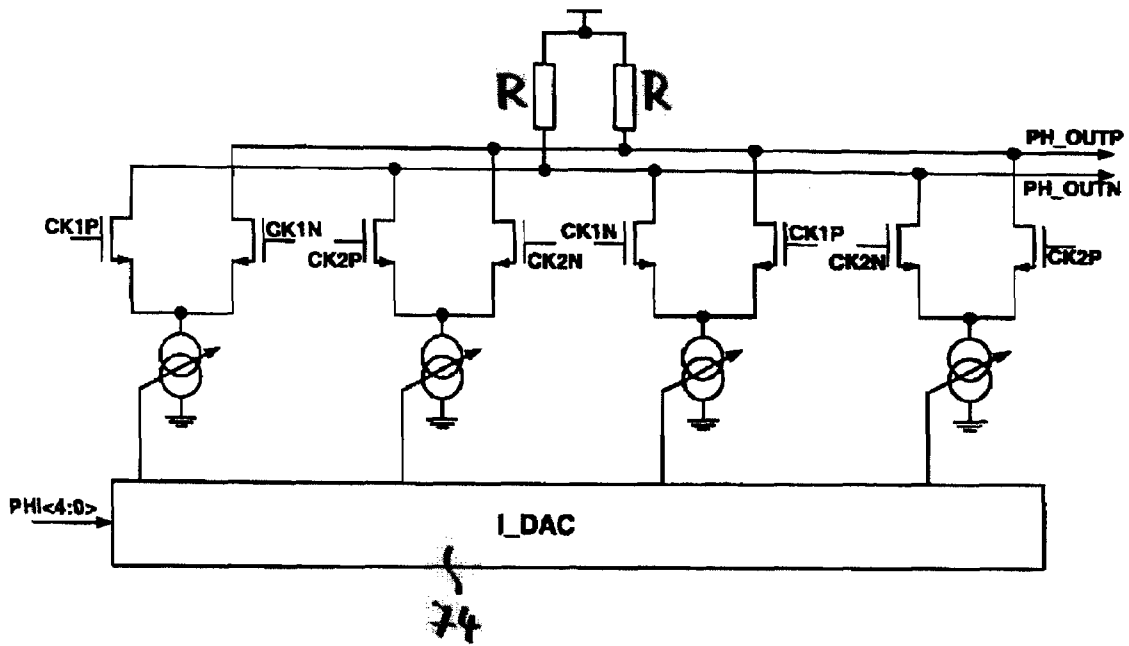 R R
PH_OUTP
PH_OUTN
CK1P CK1N CK2P CK2N CK1N CK1P CK2N CK2P
PHI<4:0>
I_DAC
74